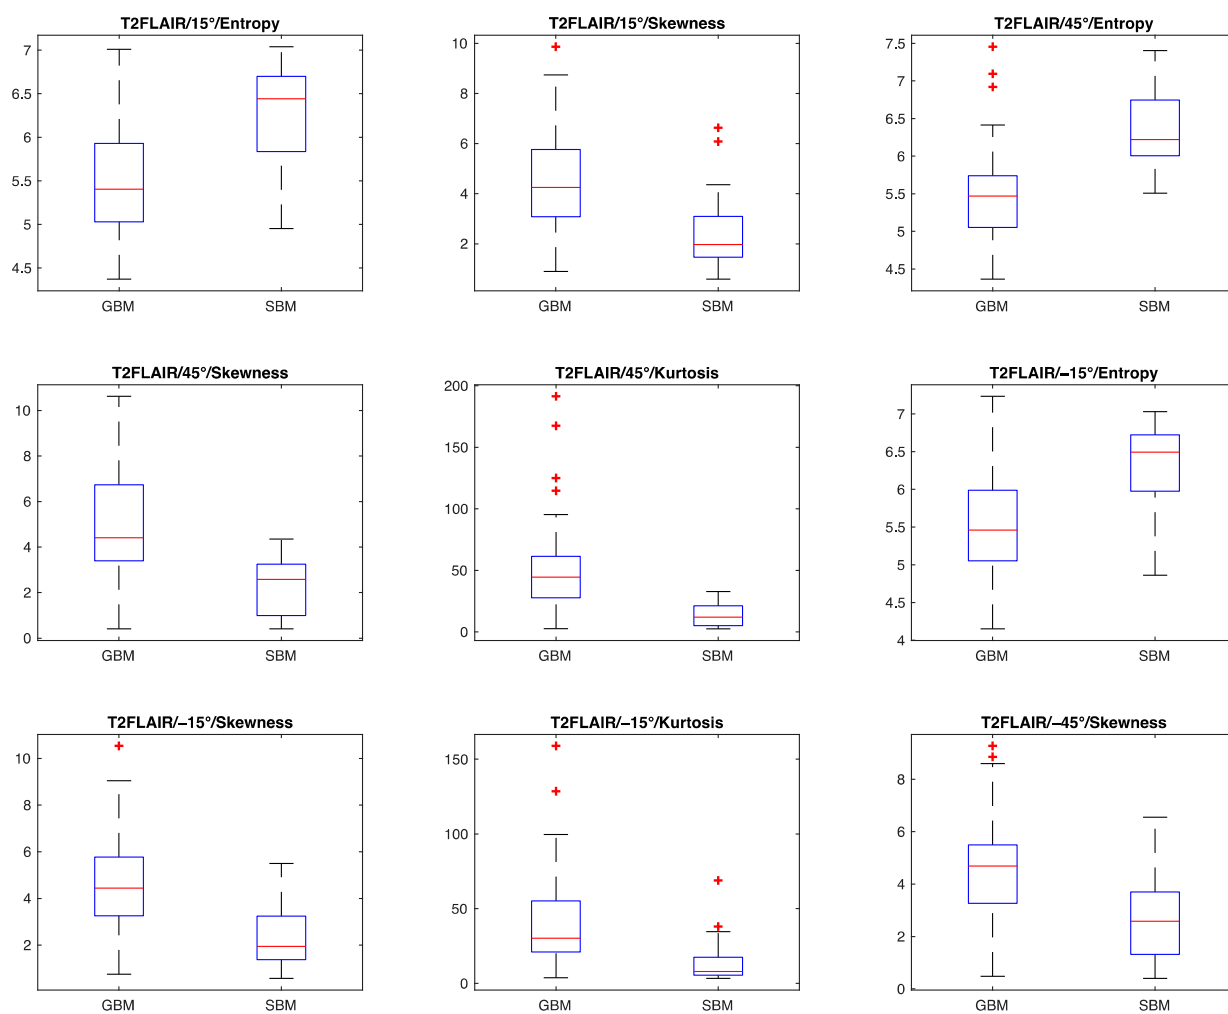 T2FLAIR/15°/Entropy
7
6.5
6
5.5
5
4.5
GBM SBM
T2FLAIR/15°/Skewness
10
8
6
4
2
GBM SBM
T2FLAIR/45°/Entropy
7.5
7
6.5
6
5.5
5
4.5
GBM SBM
T2FLAIR/45°/Skewness
10
8
6
4
2
0
GBM SBM
T2FLAIR/45°/Kurtosis
200
150
100
50
0
GBM SBM
T2FLAIR/–15°/Entropy
7
6.5
6
5.5
5
4.5
4
GBM SBM
T2FLAIR/–15°/Skewness
10
8
6
4
2
GBM SBM
T2FLAIR/–15°/Kurtosis
150
100
50
0
GBM SBM
T2FLAIR/–45°/Skewness
8
6
4
2
0
GBM SBM